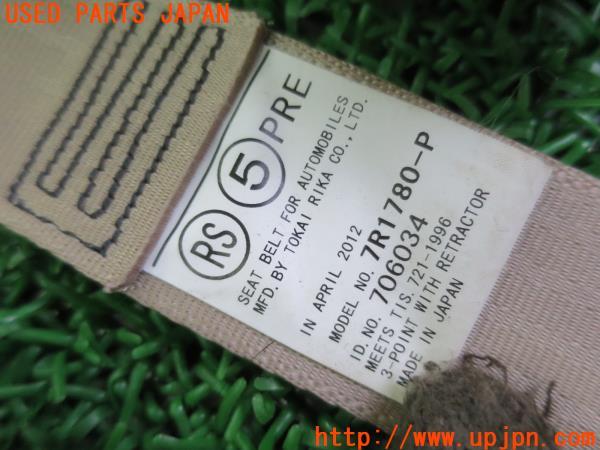 USED PARTS JAPAN
RS 5 PRE
SEAT BELT FOR AUTOMOBILES
MFD. BY TOKAI RIKA CO., LTD.
IN APRIL 2012
MODEL NO. 7R1780-P
ID. NO. 706034
MEETS TIS. 721-1996
3-POINT WITH RETRACTOR
MADE IN JAPAN
http://www.upjpn.com